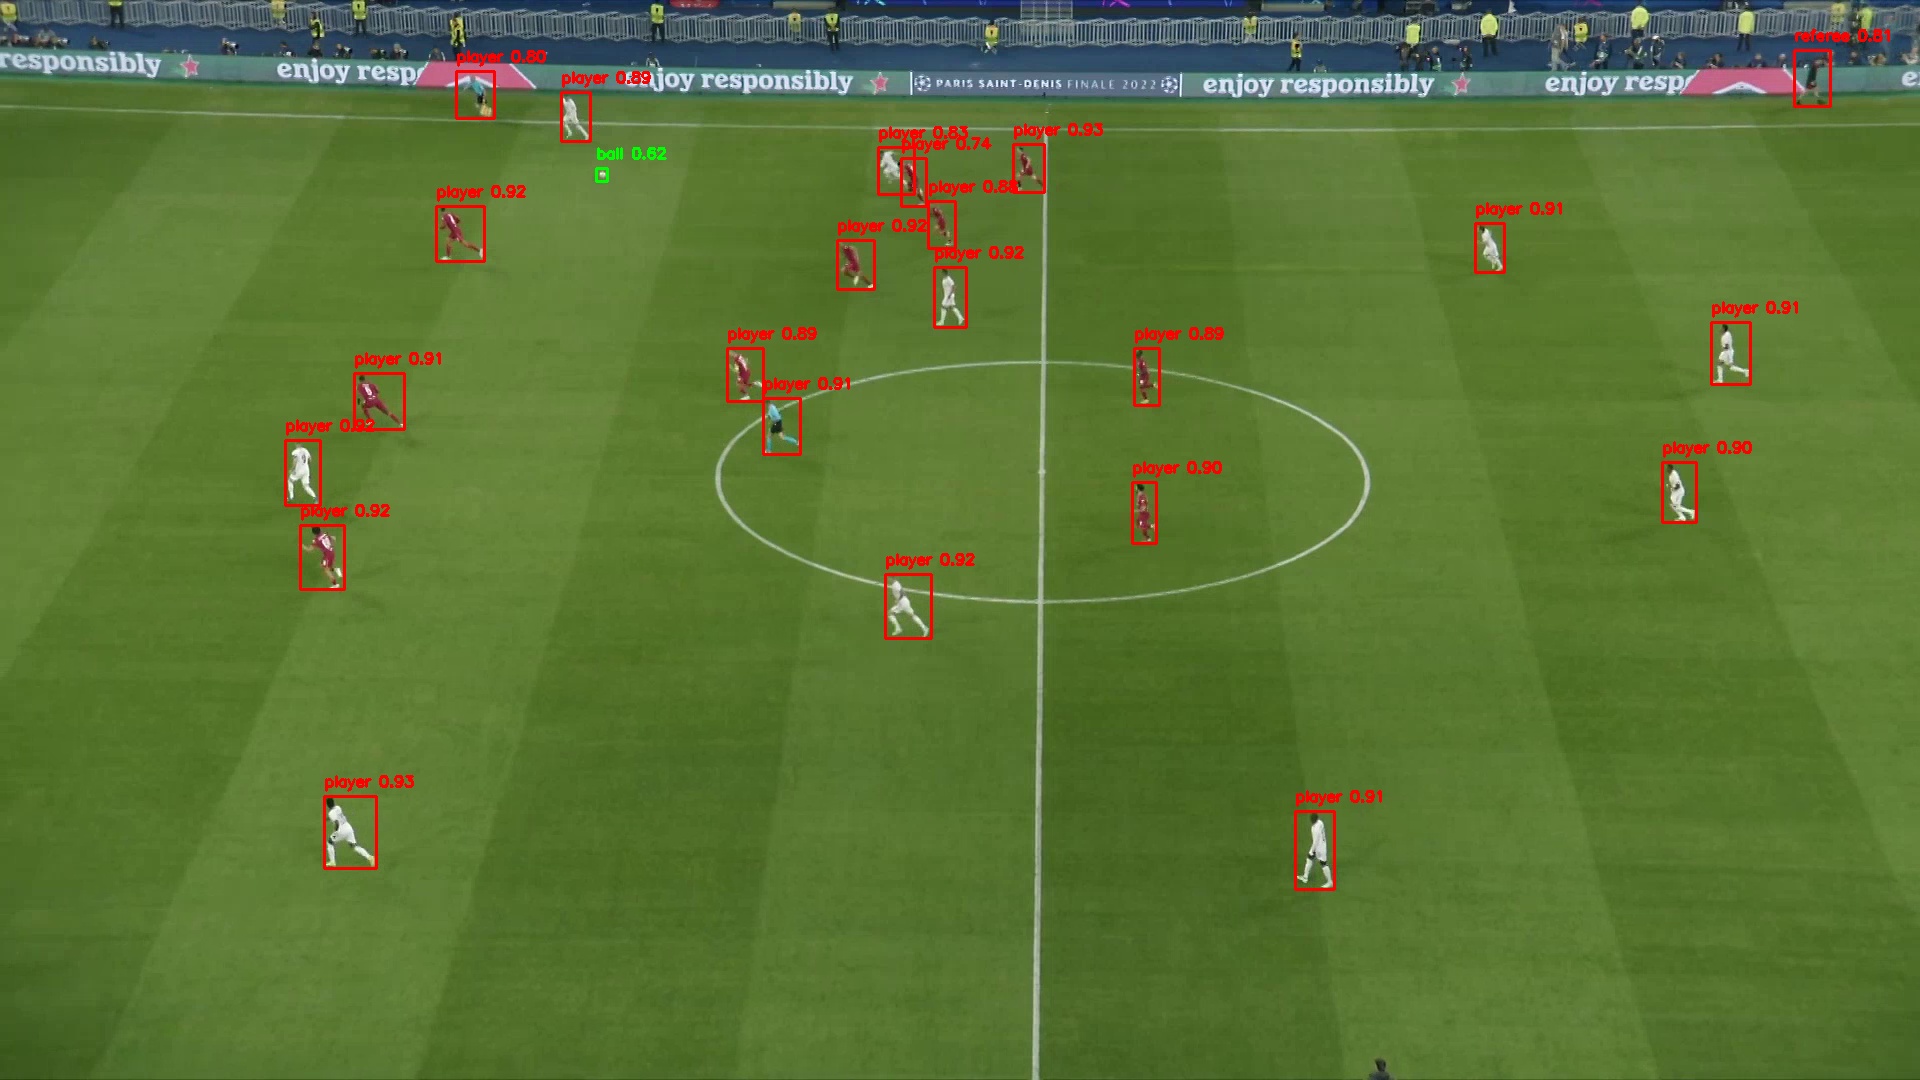 responsibly
enjoy resp
enjoy responsibly
PARIS SAINT-DENIS FINALE 2022
enjoy responsibly
enjoy resp
e
referee 0.81
player 0.80
player 0.89
ball 0.62
player 0.83
player 0.74
player 0.93
player 0.92
player 0.88
player 0.91
player 0.92
player 0.92
player 0.91
player 0.89
player 0.89
player 0.91
player 0.91
player 0.92
player 0.90
player 0.90
player 0.92
player 0.92
player 0.93
player 0.91